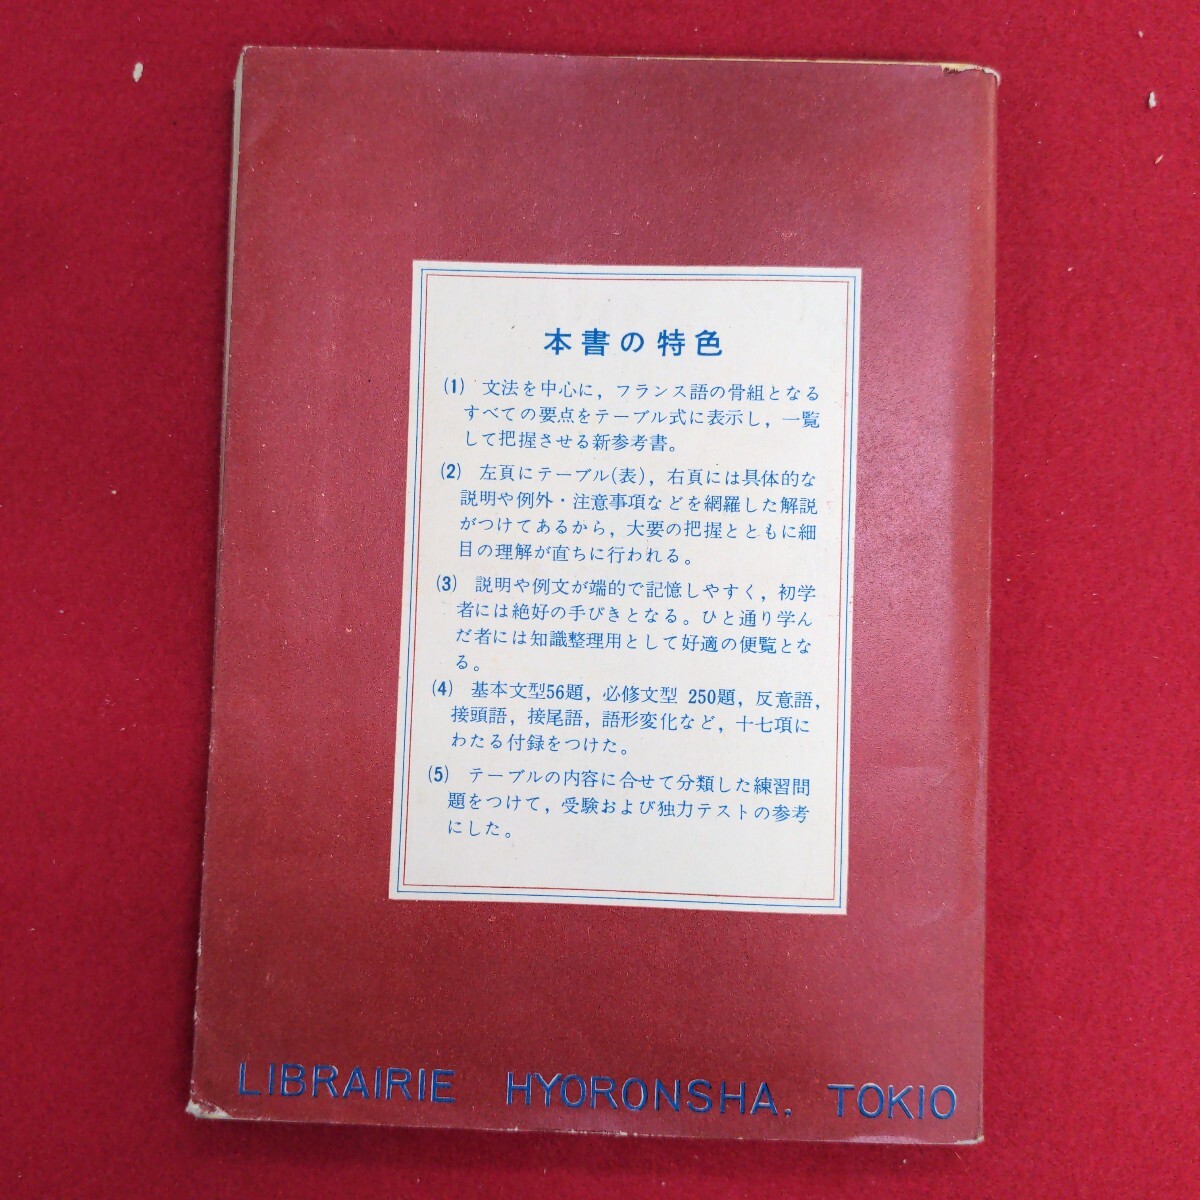 本書の特色
(1) 文法を中心に，フランス語の骨組となる
すべての要点をテーブル式に表示し，一覧
して把握させる新参考書。
(2) 左頁にテーブル(表)，右頁には具体的な
説明や例外・注意事項などを網羅した解説
がつけてあるから，大要の把握とともに細
目の理解が直ちに行われる。
(3) 説明や例文が端的で記憶しやすく，初学
者には絶好の手びきとなる。ひと通り学ん
だ者には知識整理用として好適の便覧とな
る。
(4) 基本文型56題，必修文型 250題，反意語，
接頭語，接尾語，語形変化など，十七項に
わたる付録をつけた。
(5) テーブルの内容に合せて分類した練習問
題をつけて，受験および独力テストの参考
にした。
LIBRAIRIE HYORONSHA. TOKIO